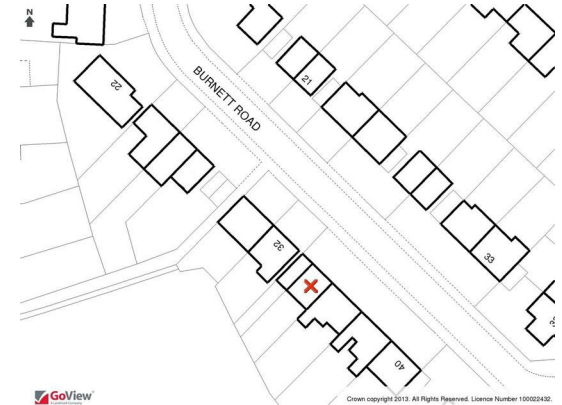 N
22
21
BURNETT ROAD
32
33
40
GoView
Crown copyright 2013. All Rights Reserved. Licence Number 100022432.